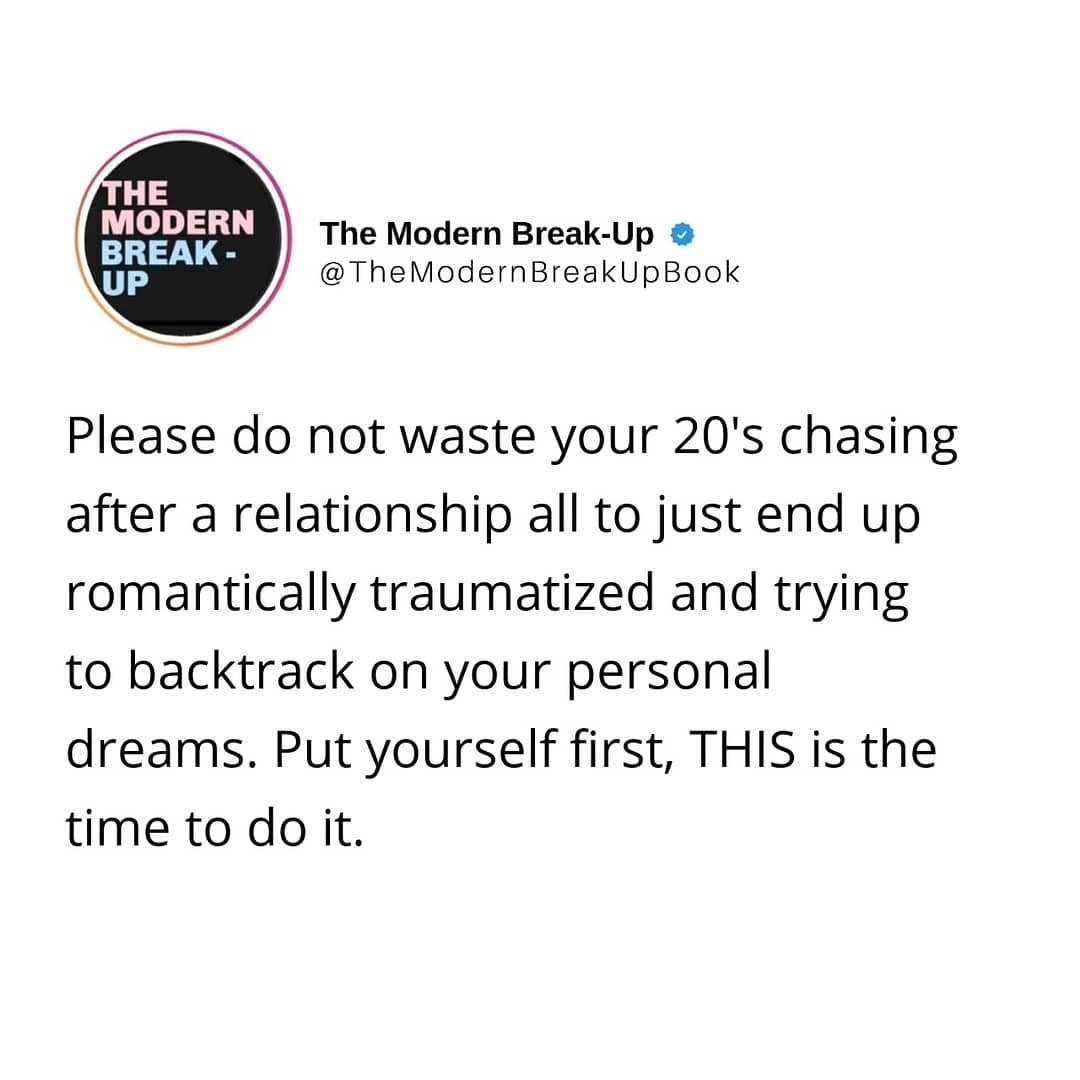 THE
MODERN
BREAK -
UP
The Modern Break-Up
@TheModernBreakUpBook
Please do not waste your 20's chasing
after a relationship all to just end up
romantically traumatized and trying
to backtrack on your personal
dreams. Put yourself first, THIS is the
time to do it.